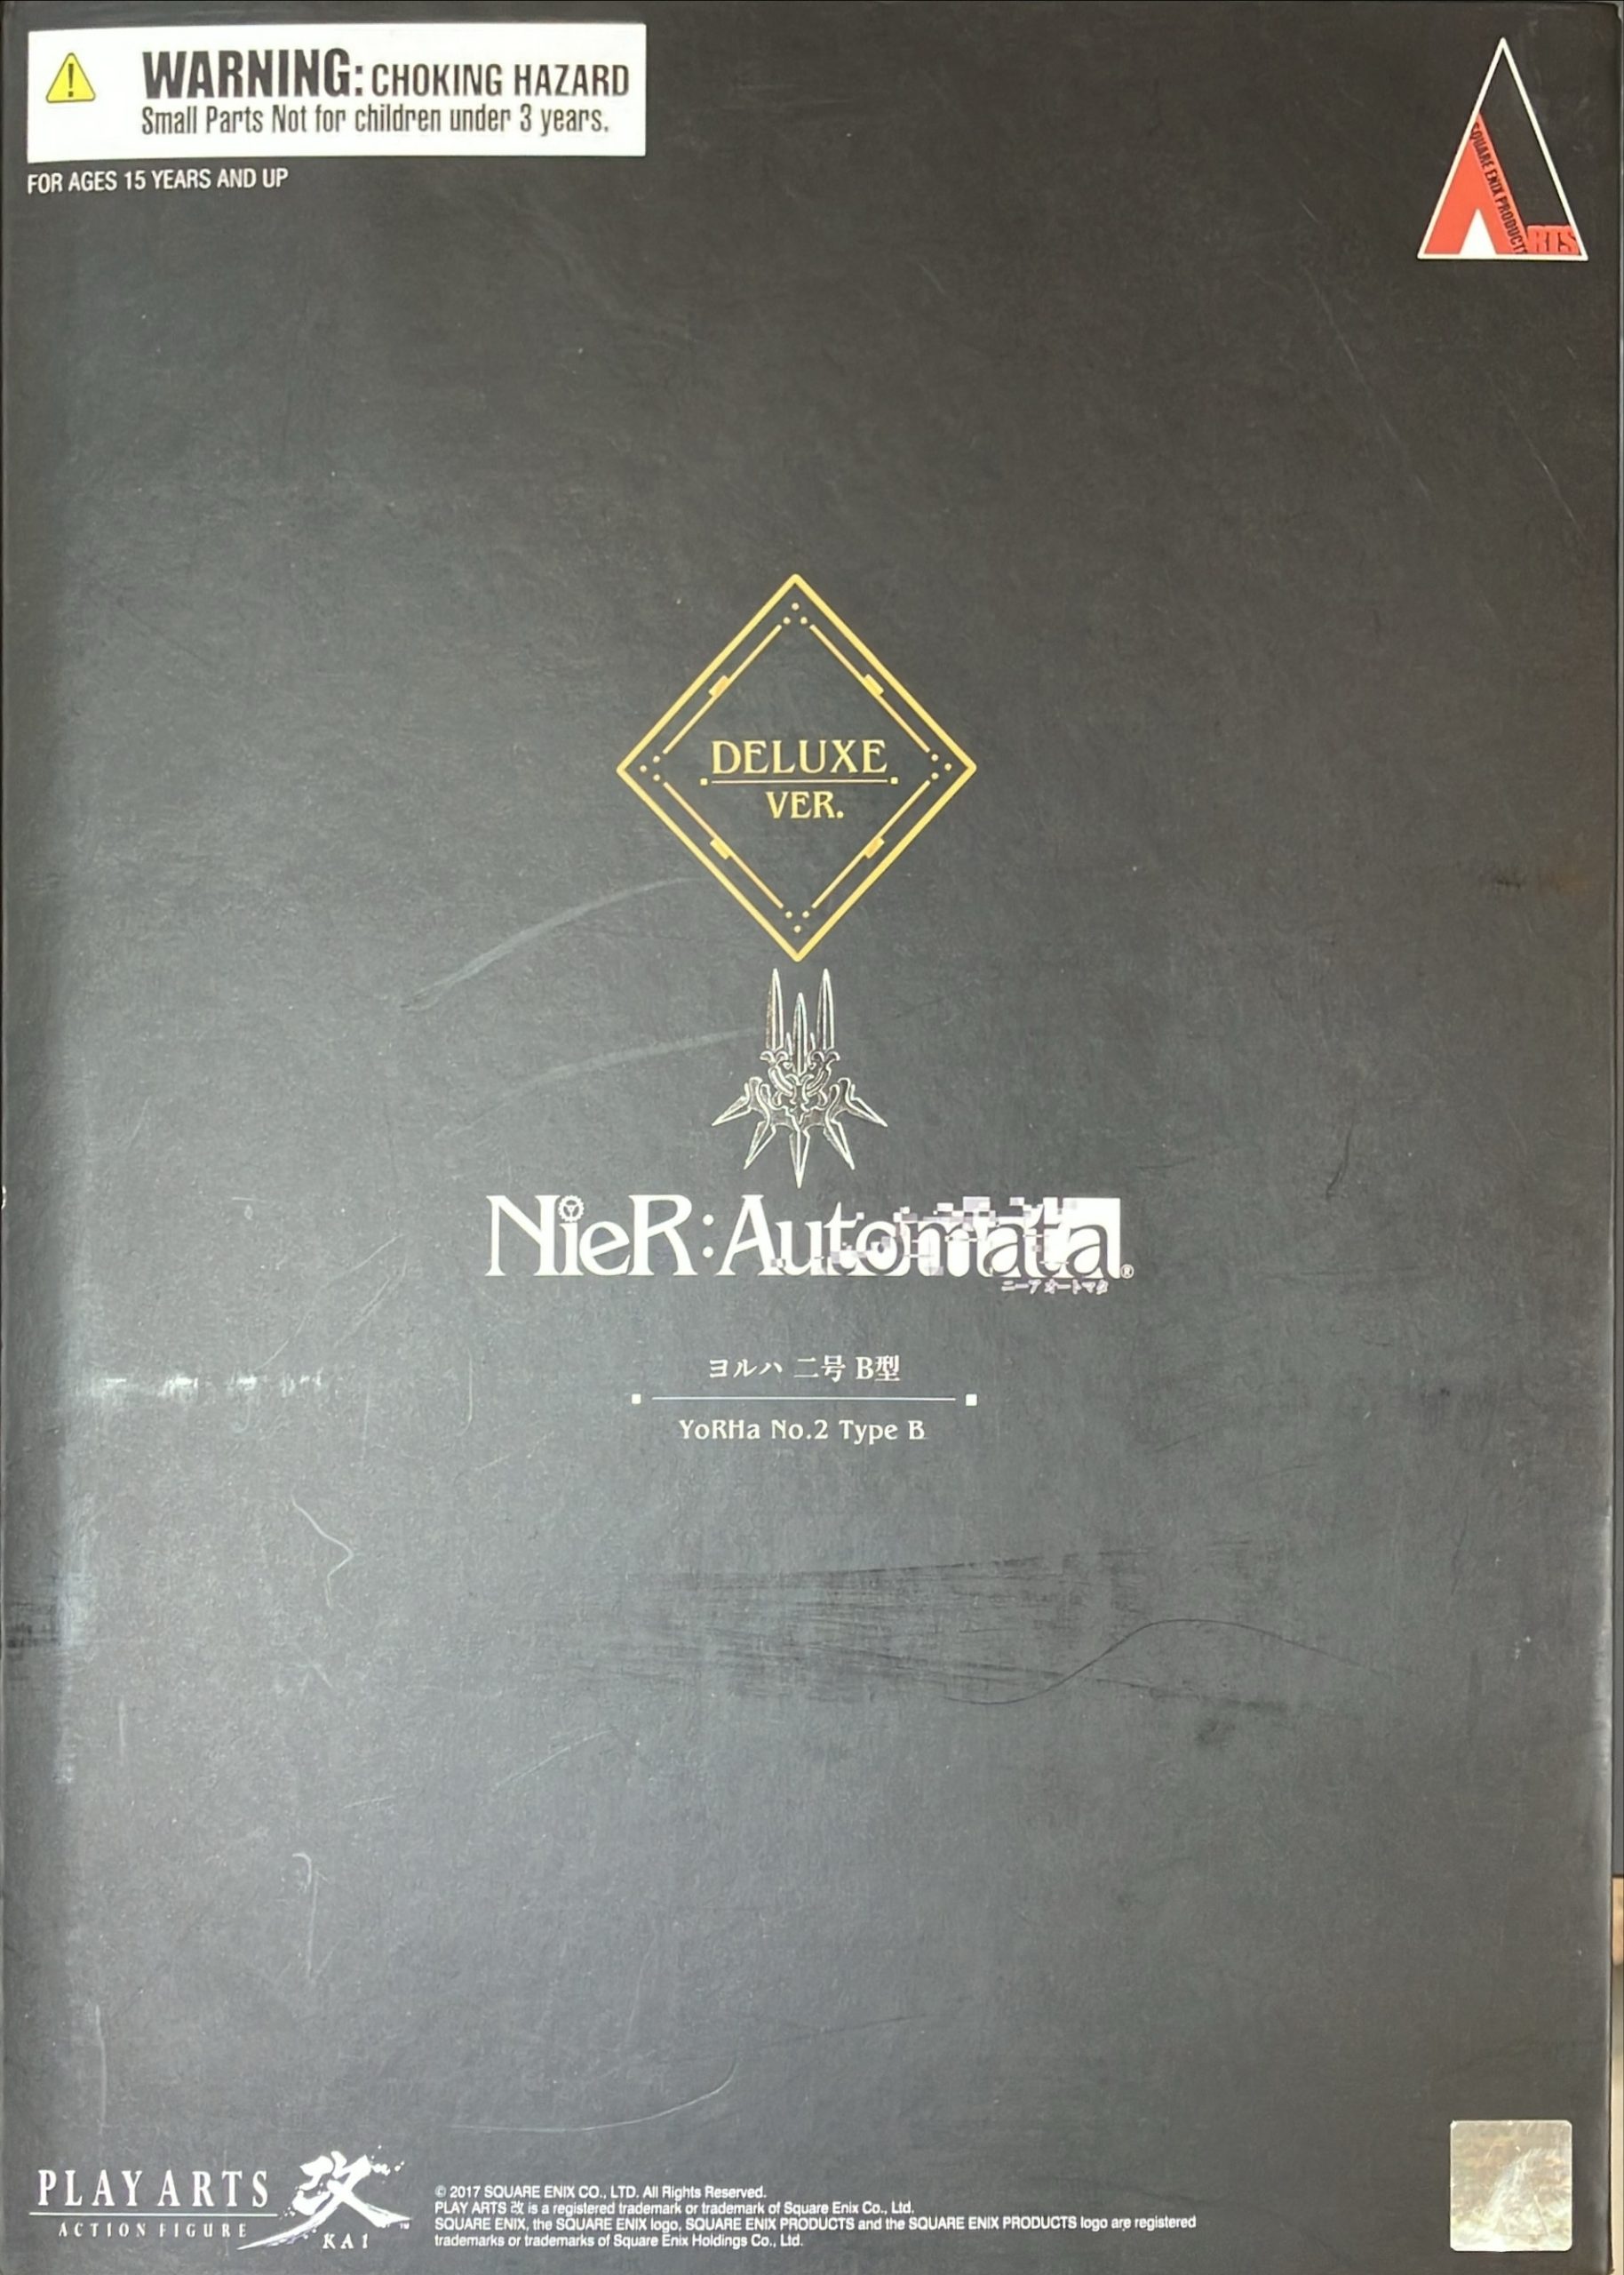 WARNING: CHOKING HAZARD
Small Parts Not for children under 3 years.
FOR AGES 15 YEARS AND UP
SQUARE ENIX PRODUCTS
ARTS
DELUXE
VER.
NieR:Automata®
ニーア オートマタ
ヨルハ 二号 B型
YoRHa No.2 Type B
PLAY ARTS 改
ACTION FIGURE
KAI™
© 2017 SQUARE ENIX CO., LTD. All Rights Reserved.
PLAY ARTS 改 is a registered trademark or trademark of Square Enix Co., Ltd.
SQUARE ENIX, the SQUARE ENIX logo, SQUARE ENIX PRODUCTS and the SQUARE ENIX PRODUCTS logo are registered
trademarks or trademarks of Square Enix Holdings Co., Ltd.